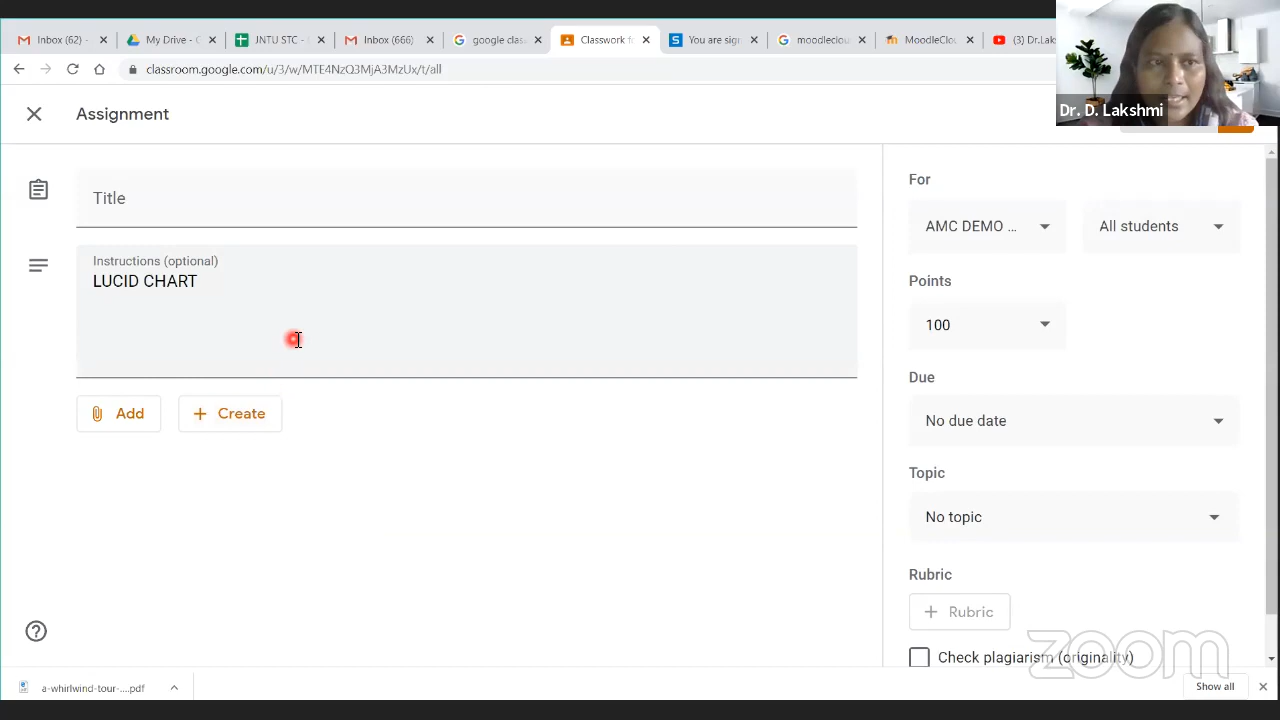 Inbox (62) -
My Drive - G
JNTU STC -
Inbox (666)
google clas
Classwork f
You are sig
moodleclou
MoodleClou
(3) Dr.Laks
classroom.google.com/u/3/w/MTE4NzQ3MjA3MzUx/t/all
Dr. D. Lakshmi
Assignment
Title
Instructions (optional)
LUCID CHART
Add
Create
For
AMC DEMO ...
All students
Points
100
Due
No due date
Topic
No topic
Rubric
Rubric
Check plagiarism (originality)
zoom
a-whirlwind-tour-....pdf
Show all